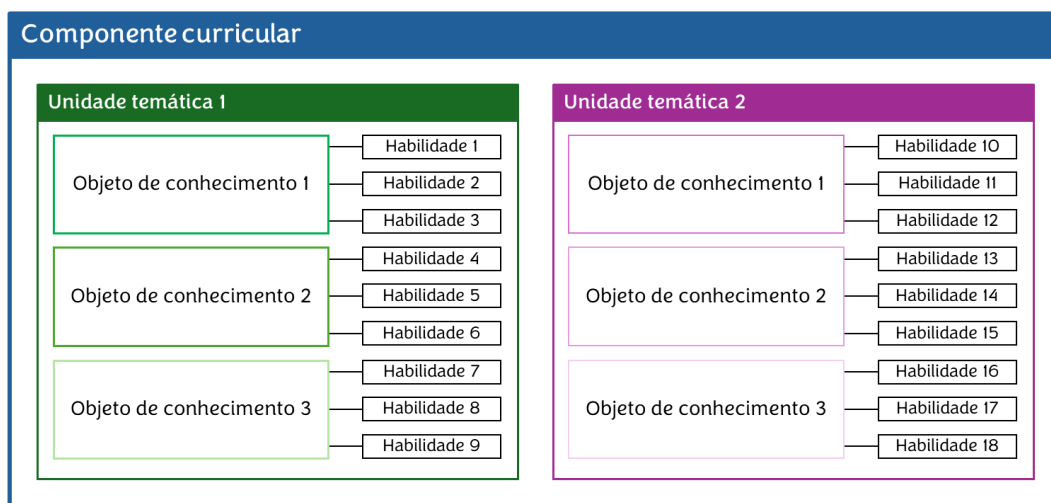 Componente curricular
Unidade temática 1
Objeto de conhecimento 1
Habilidade 1
Habilidade 2
Habilidade 3
Objeto de conhecimento 2
Habilidade 4
Habilidade 5
Habilidade 6
Objeto de conhecimento 3
Habilidade 7
Habilidade 8
Habilidade 9
Unidade temática 2
Objeto de conhecimento 1
Habilidade 10
Habilidade 11
Habilidade 12
Objeto de conhecimento 2
Habilidade 13
Habilidade 14
Habilidade 15
Objeto de conhecimento 3
Habilidade 16
Habilidade 17
Habilidade 18